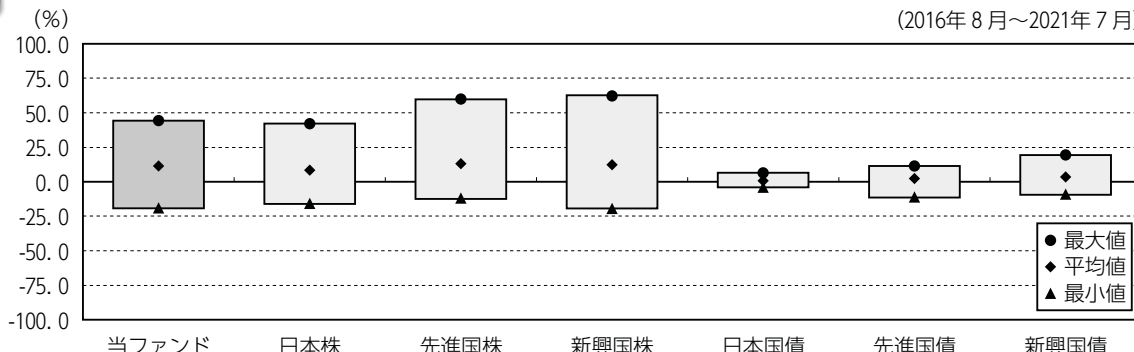 (%)
(2016年8月～2021年7月)
100.0
75.0
50.0
25.0
0.0
-25.0
-50.0
-75.0
-100.0
● 最大値
◆ 平均値
▲ 最小値
当ファンド 日本株 先進国株 新興国株 日本国債 先進国債 新興国債